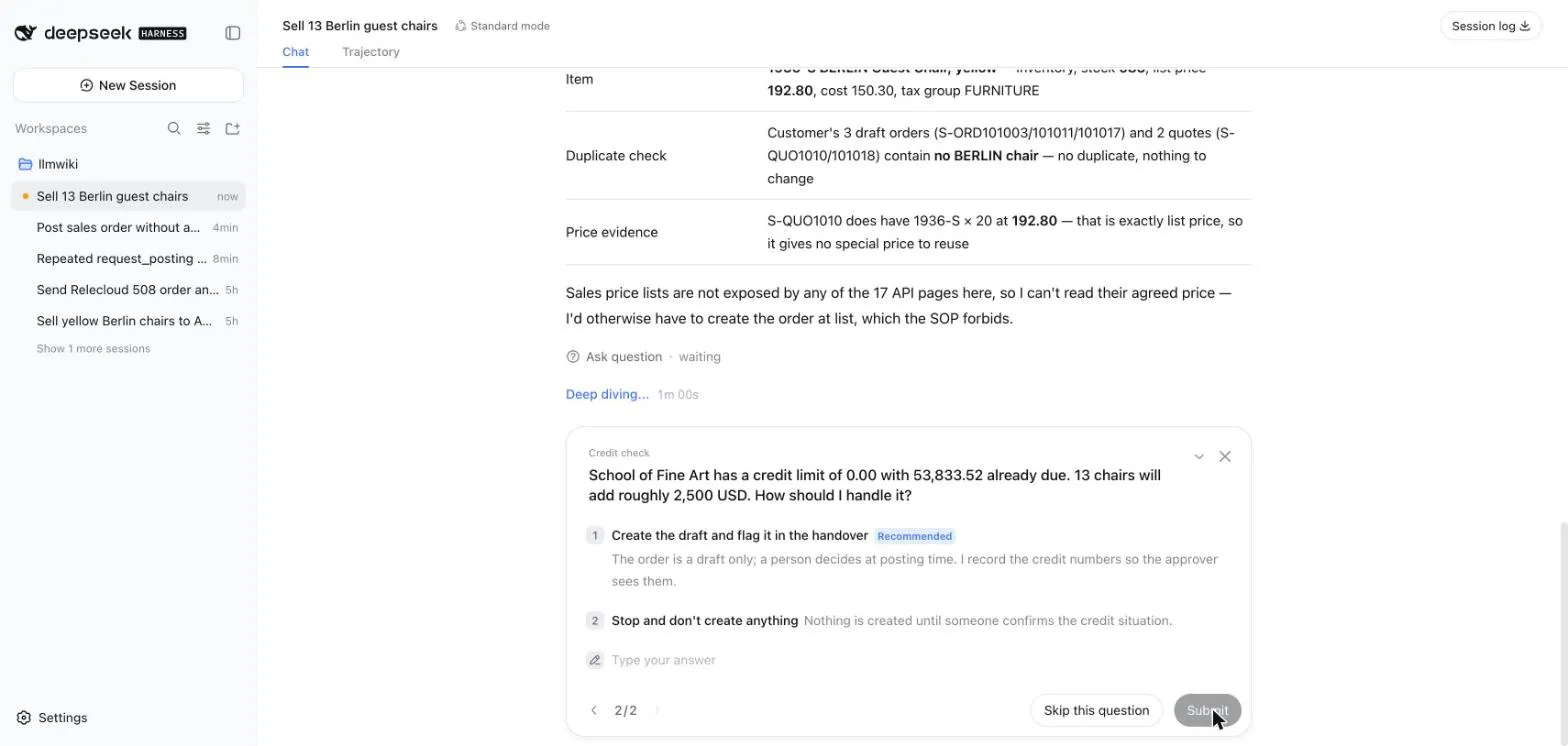 deepseek HARNESS
New Session
Workspaces
llmwiki
Sell 13 Berlin guest chairs now
Post sales order without a... 4min
Repeated request_posting ... 8min
Send Relecloud 508 order an... 5h
Sell yellow Berlin chairs to A... 5h
Show 1 more sessions
Settings
Sell 13 Berlin guest chairs Standard mode
Session log
Chat Trajectory
Item
192.80, cost 150.30, tax group FURNITURE
Duplicate check
Customer's 3 draft orders (S-ORD101003/101011/101017) and 2 quotes (S-
QUO1010/101018) contain no BERLIN chair — no duplicate, nothing to
change
Price evidence
S-QUO1010 does have 1936-S × 20 at 192.80 — that is exactly list price, so
it gives no special price to reuse
Sales price lists are not exposed by any of the 17 API pages here, so I can't read their agreed price —
I'd otherwise have to create the order at list, which the SOP forbids.
Ask question · waiting
Deep diving... 1m 00s
Credit check
School of Fine Art has a credit limit of 0.00 with 53,833.52 already due. 13 chairs will
add roughly 2,500 USD. How should I handle it?
1 Create the draft and flag it in the handover Recommended
The order is a draft only; a person decides at posting time. I record the credit numbers so the approver
sees them.
2 Stop and don't create anything Nothing is created until someone confirms the credit situation.
Type your answer
2/2
Skip this question
Submit